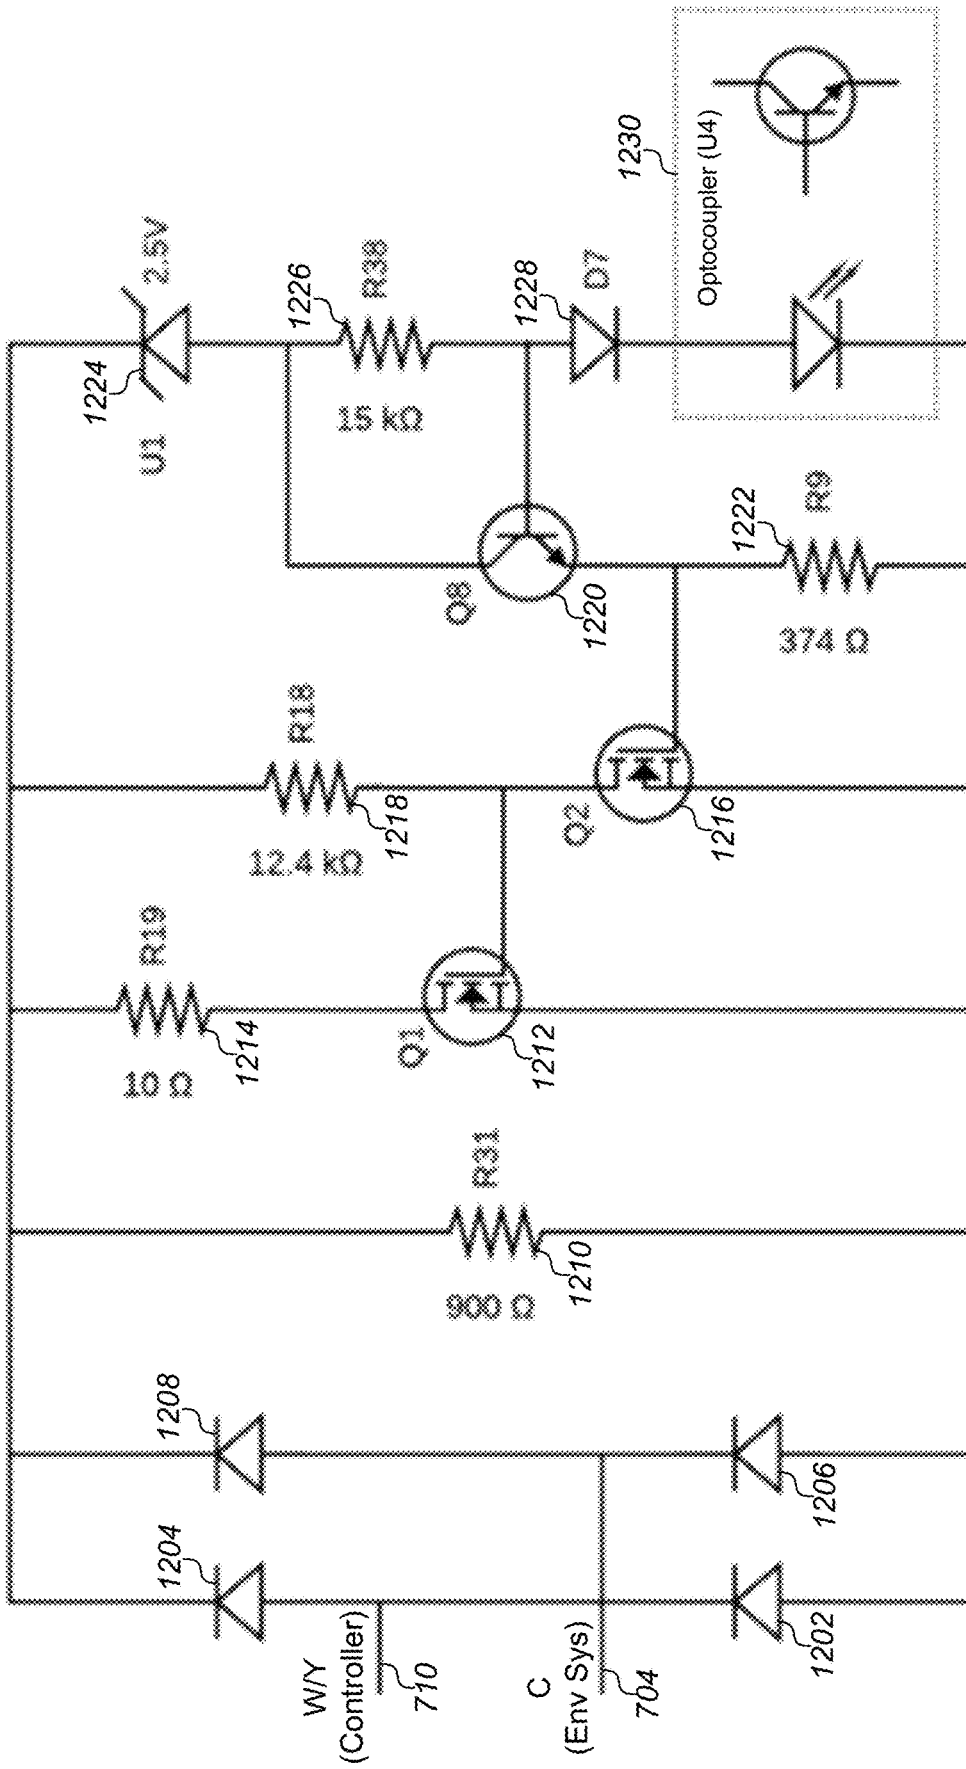 W/Y
(Controller)
710
C
(Env Sys)
704
1204
1202
1208
1206
900 Ω
1210
R31
10 Ω
1214
R19
Q1
1212
12.4 kΩ
1218
R18
Q2
1216
U1
1224
2.5V
Q8
1220
15 kΩ
1226
R38
1228
D7
374 Ω
1222
R9
1230
Optocoupler (U4)